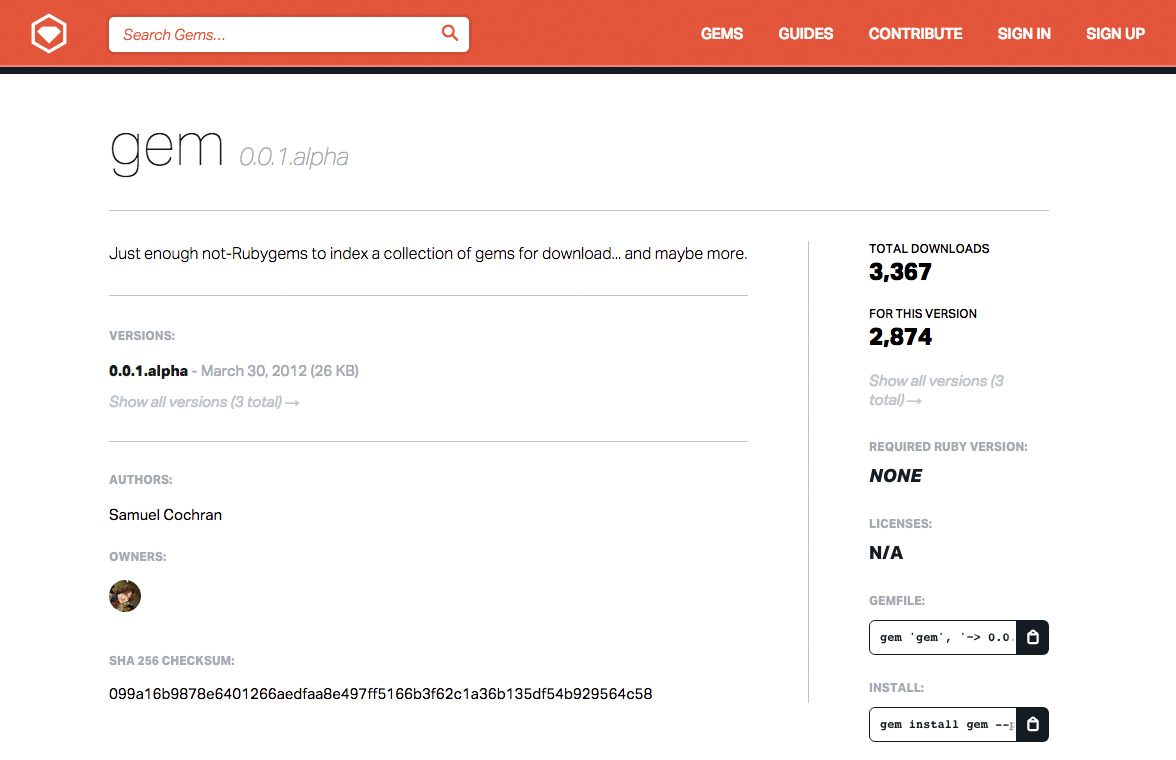 Search Gems...
GEMS
GUIDES
CONTRIBUTE
SIGN IN
SIGN UP
gem 0.0.1.alpha
Just enough not-Rubygems to index a collection of gems for download... and maybe more.
VERSIONS:
0.0.1.alpha - March 30, 2012 (26 KB)
Show all versions (3 total) →
AUTHORS:
Samuel Cochran
OWNERS:
SHA 256 CHECKSUM:
099a16b9878e6401266aedfaa8e497ff5166b3f62c1a36b135df54b929564c58
TOTAL DOWNLOADS
3,367
FOR THIS VERSION
2,874
Show all versions (3
total) →
REQUIRED RUBY VERSION:
NONE
LICENSES:
N/A
GEMFILE:
gem 'gem', '~> 0.0.
INSTALL:
gem install gem --p